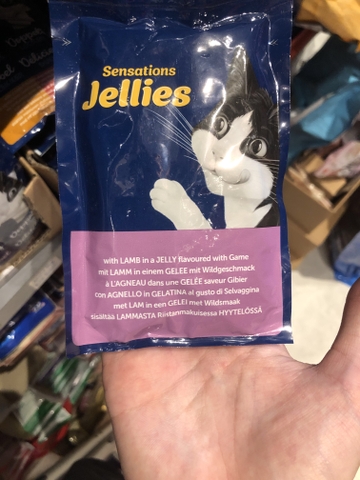 Sensations
Jellies
with LAMB in a JELLY flavoured with Game
mit LAMM in einem GELEE mit Wildgeschmack
à L'AGNEAU dans une GELÉE saveur Gibier
con AGNELLO in GELATINA al gusto di Selvaggina
met LAM in een GELEI met Wildsmaak
sisältää LAMMASTA Riistanmakuisessa HYYTELÖSSÄ